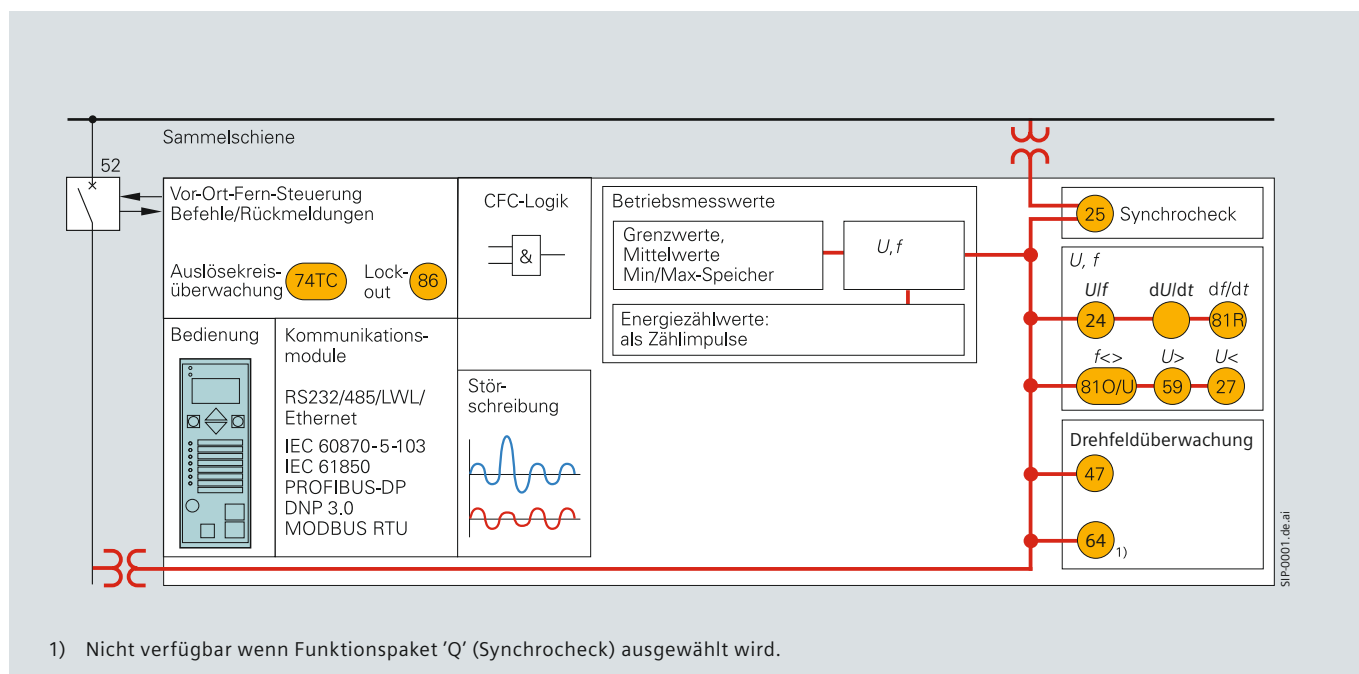 Sammelschiene
52
Vor-Ort-Fern-Steuerung
Befehle/Rückmeldungen
Auslösekreis-
überwachung
74TC
Lock-
out
86
CFC-Logik
&
Betriebsmesswerte
Grenzwerte,
Mittelwerte
Min/Max-Speicher
U,f
Energiezählwerte:
als Zählimpulse
25
Synchrocheck
U, f
U/f
dU/dt
df/dt
24
81R
f<>
U>
U<
81O/U
59
27
Drehfeldüberwachung
47
64
1)
Bedienung
Kommunikations-
module
RS232/485/LWL/
Ethernet
IEC 60870-5-103
IEC 61850
PROFIBUS-DP
DNP 3.0
MODBUS RTU
Stör-
schreibung
SIP-0001.de.ai
1) Nicht verfügbar wenn Funktionspaket ’Q’ (Synchrocheck) ausgewählt wird.